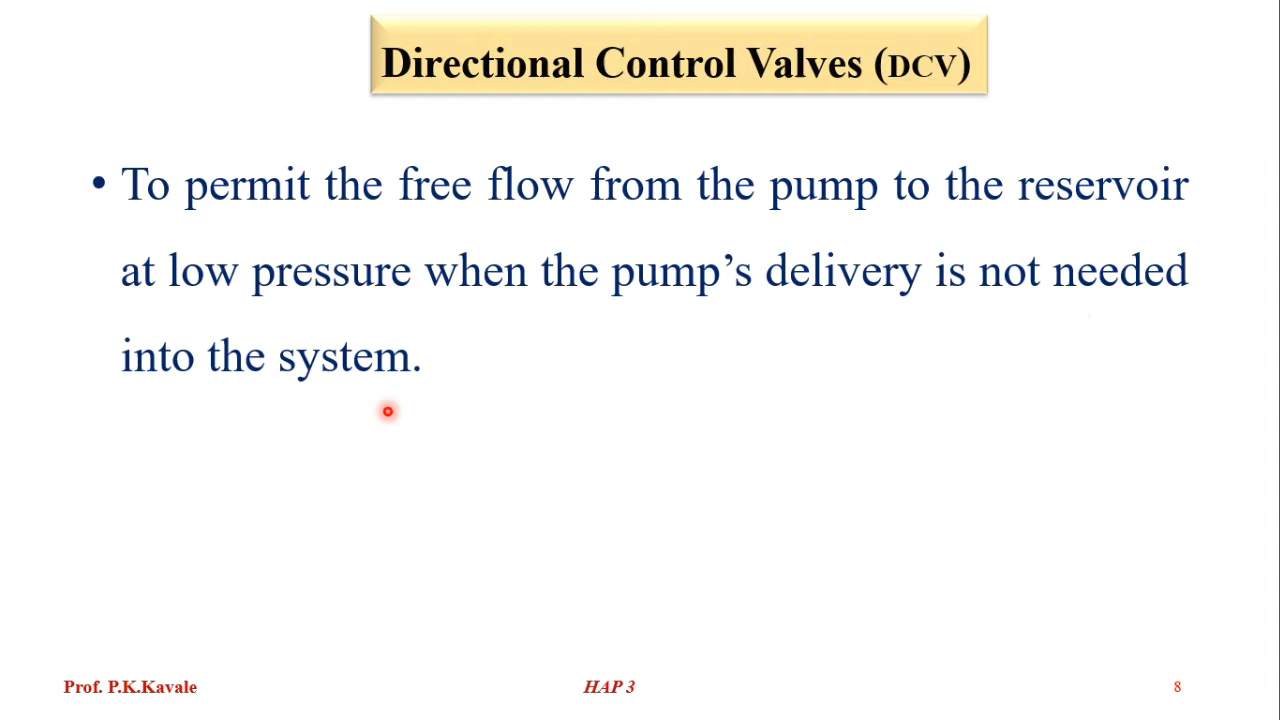 Directional Control Valves (DCV)
• To permit the free flow from the pump to the reservoir
at low pressure when the pump’s delivery is not needed
into the system.
Prof. P.K.Kavale HAP 3 8